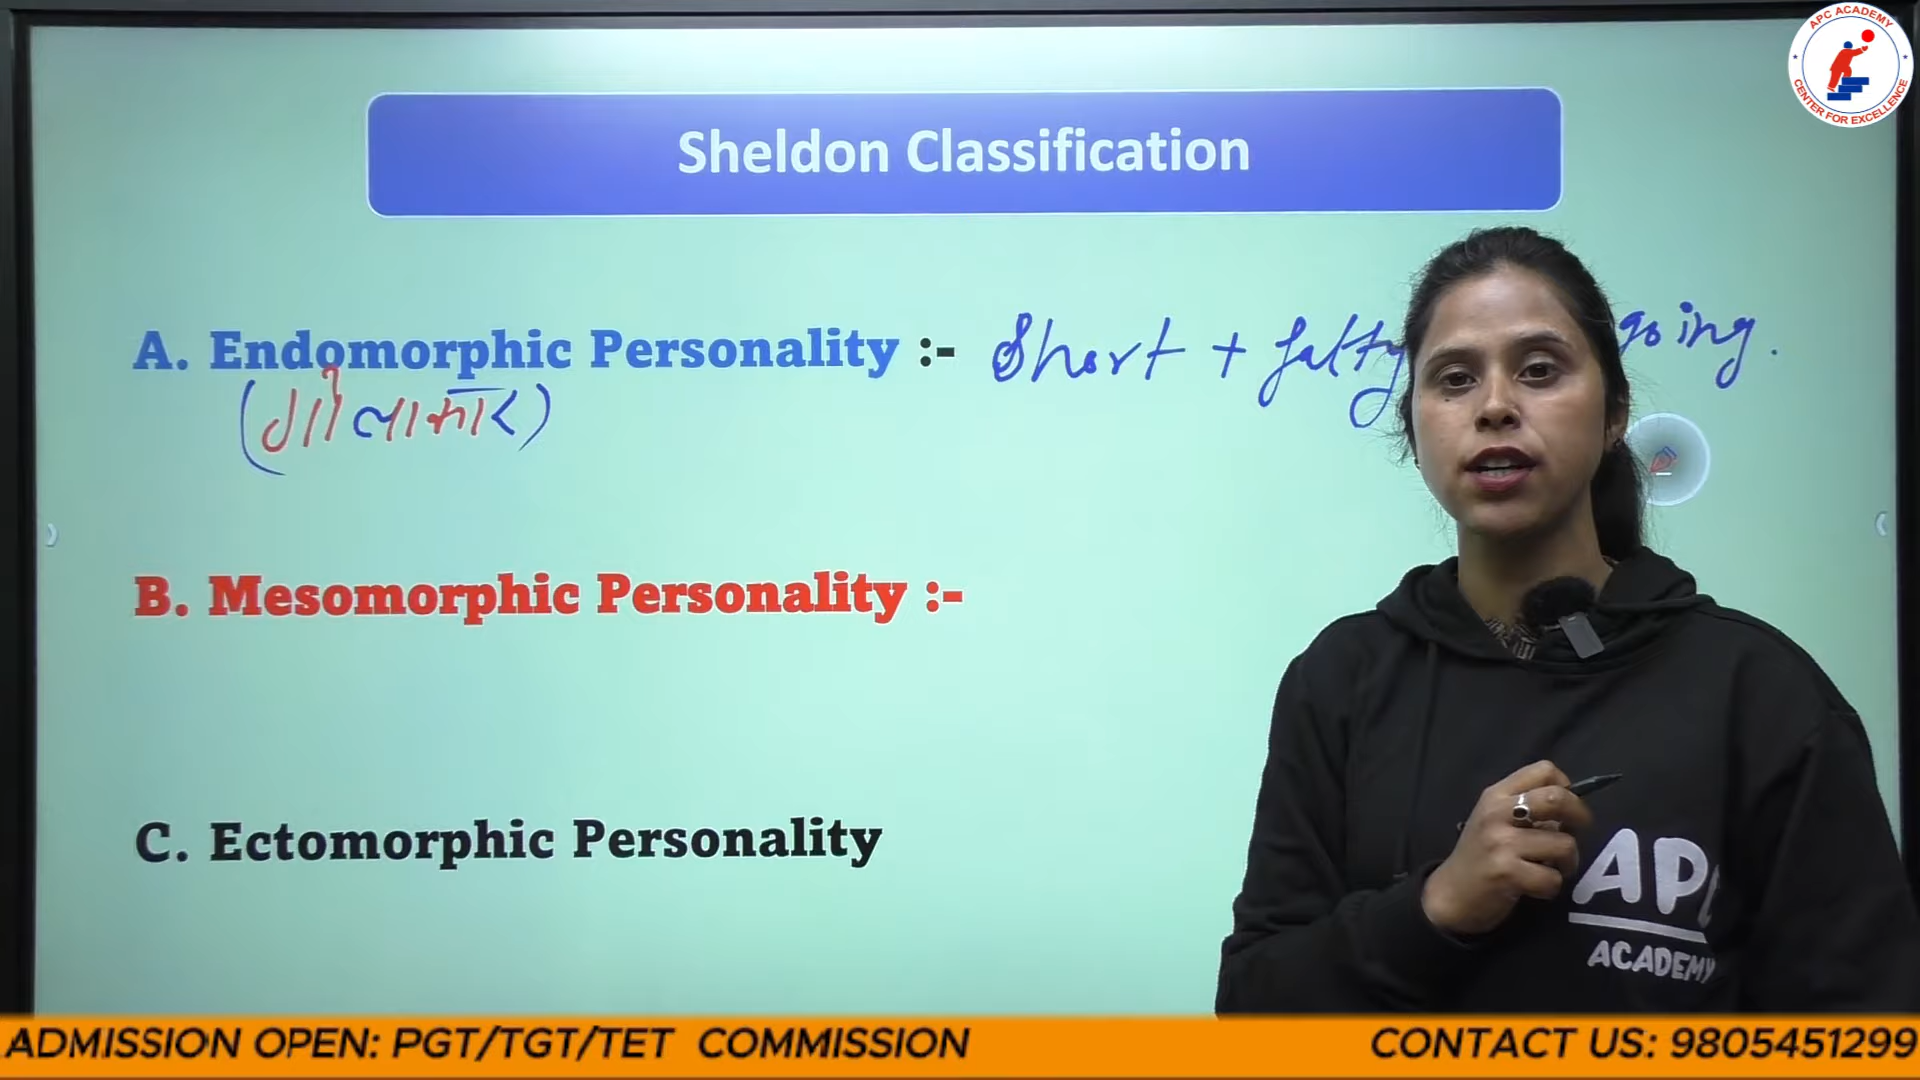 APC ACADEMY
CENTER FOR EXCELLENCE
Sheldon Classification
A. Endomorphic Personality :- Short + fatty going.
(गोलाकार)
B. Mesomorphic Personality :-
C. Ectomorphic Personality
APC
ACADEMY
ADMISSION OPEN: PGT/TGT/TET COMMISSION
CONTACT US: 9805451299